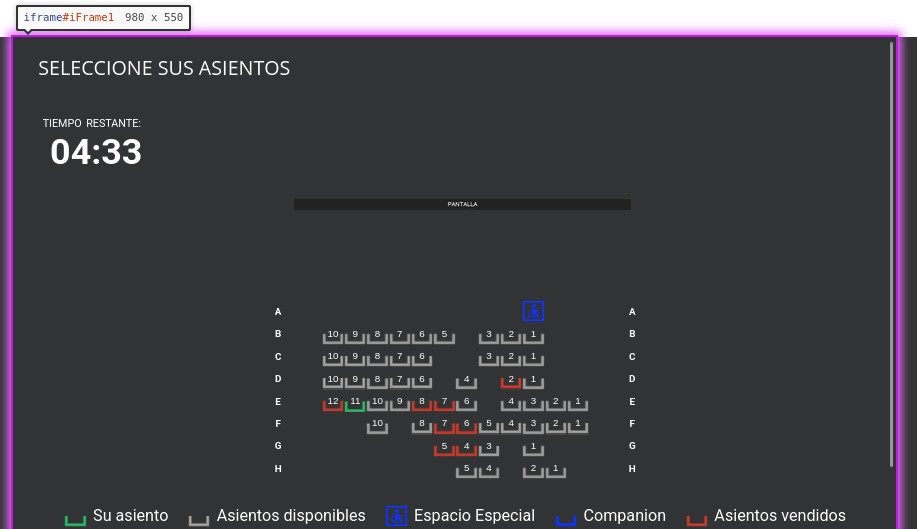 iframe#iFrame1 980 x 550
SELECCIONE SUS ASIENTOS
TIEMPO RESTANTE:
04:33
PANTALLA
A A
B 10 9 8 7 6 5 3 2 1 B
C 10 9 8 7 6 3 2 1 C
D 10 9 8 7 6 4 2 1 D
E 12 11 10 9 8 7 6 4 3 2 1 E
F 10 8 7 6 5 4 3 2 1 F
G 5 4 3 1 G
H 5 4 2 1 H
Su asiento Asientos disponibles Espacio Especial Companion Asientos vendidos